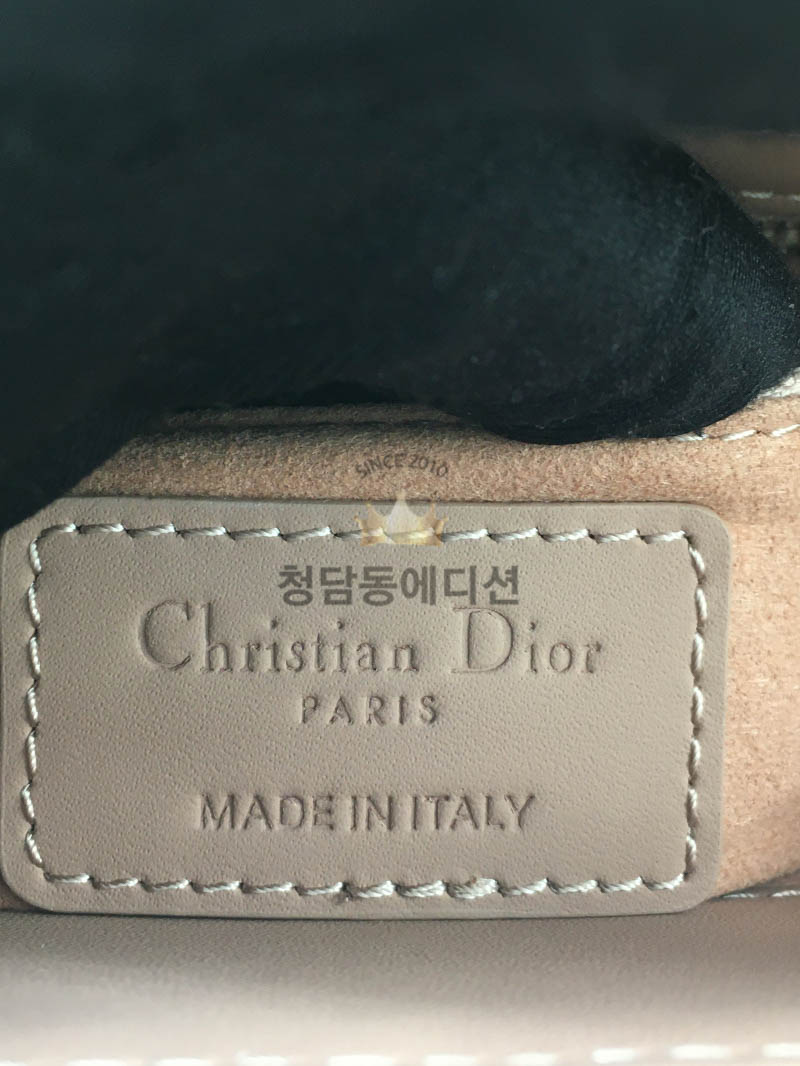 SINCE 2010
청담동에디션
Christian Dior
PARIS
MADE IN ITALY